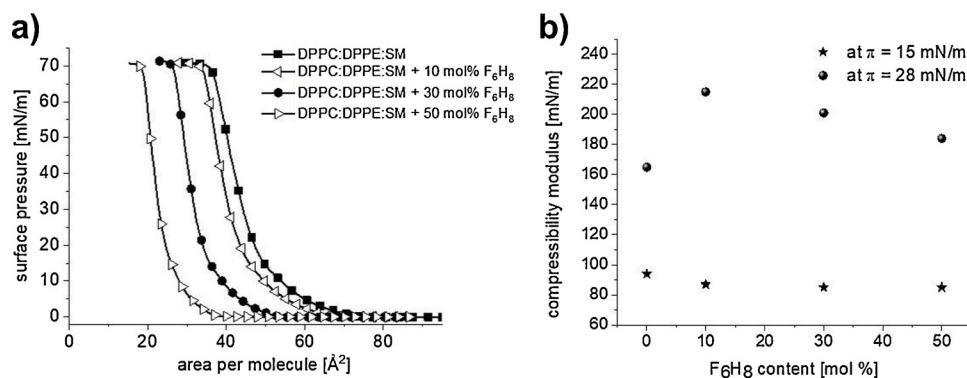 a)
DPPC:DPPE:SM
DPPC:DPPE:SM + 10 mol% F₆H₈
DPPC:DPPE:SM + 30 mol% F₆H₈
DPPC:DPPE:SM + 50 mol% F₆H₈
surface pressure [mN/m]
70
60
50
40
30
20
10
0
0 20 40 60 80
area per molecule [Å²]
b)
at π = 15 mN/m
at π = 28 mN/m
compressibility modulus [mN/m]
240
220
200
180
160
140
120
100
80
60
0 10 20 30 40 50
F₆H₈ content [mol %]